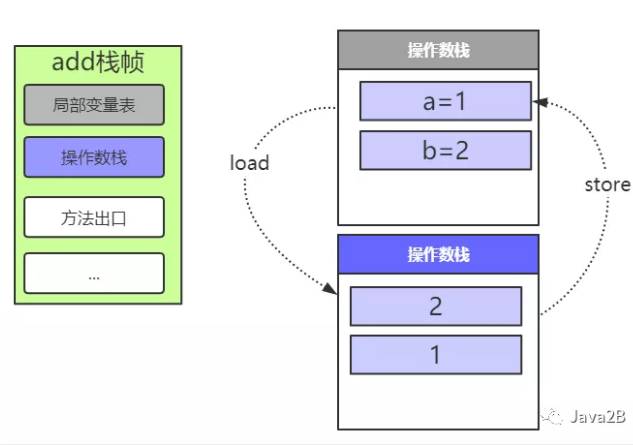 add栈帧
局部变量表
操作数栈
方法出口
...
操作数栈
a=1
b=2
load
store
操作数栈
2
1
Java2B